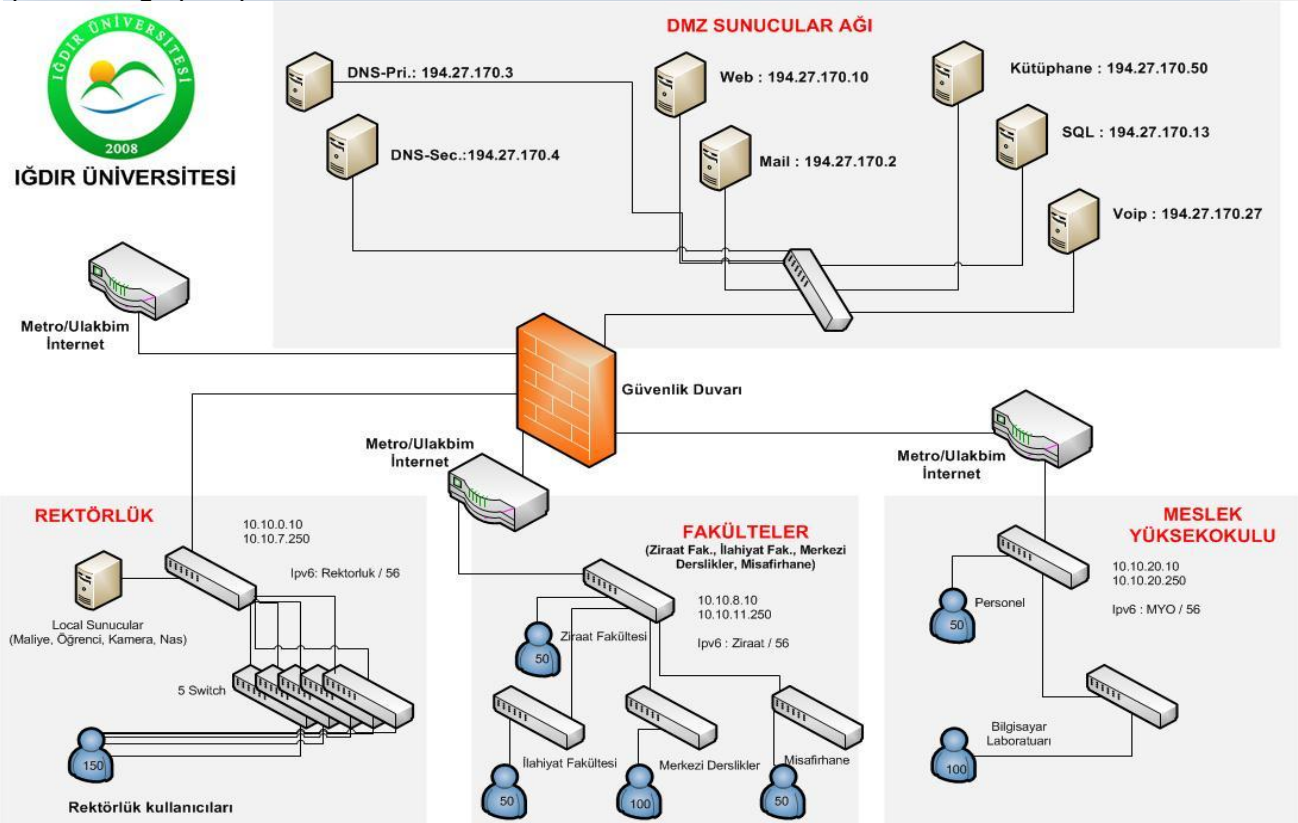 IĞDIR ÜNİVERSİTESİ
2008
IĞDIR ÜNİVERSİTESİ
DMZ SUNUCULAR AĞI
DNS-Pri.: 194.27.170.3
Web : 194.27.170.10
Kütüphane : 194.27.170.50
DNS-Sec.:194.27.170.4
Mail : 194.27.170.2
SQL : 194.27.170.13
Voip : 194.27.170.27
Metro/Ulakbim
İnternet
Güvenlik Duvarı
Metro/Ulakbim
İnternet
Metro/Ulakbim
İnternet
REKTÖRLÜK
10.10.0.10
10.10.7.250
Ipv6: Rektorluk / 56
Local Sunucular
(Maliye, Öğrenci, Kamera, Nas)
5 Switch
150
Rektörlük kullanıcıları
FAKÜLTELER
(Ziraat Fak., İlahiyat Fak., Merkezi
Derslikler, Misafirhane)
10.10.8.10
10.10.11.250
Ipv6 : Ziraat / 56
Ziraat Fakültesi
50
İlahiyat Fakültesi
50
Merkezi Derslikler
100
Misafirhane
50
MESLEK
YÜKSEKOKULU
10.10.20.10
10.10.20.250
Ipv6 : MYO / 56
Personel
50
Bilgisayar
Laboratuarı
100